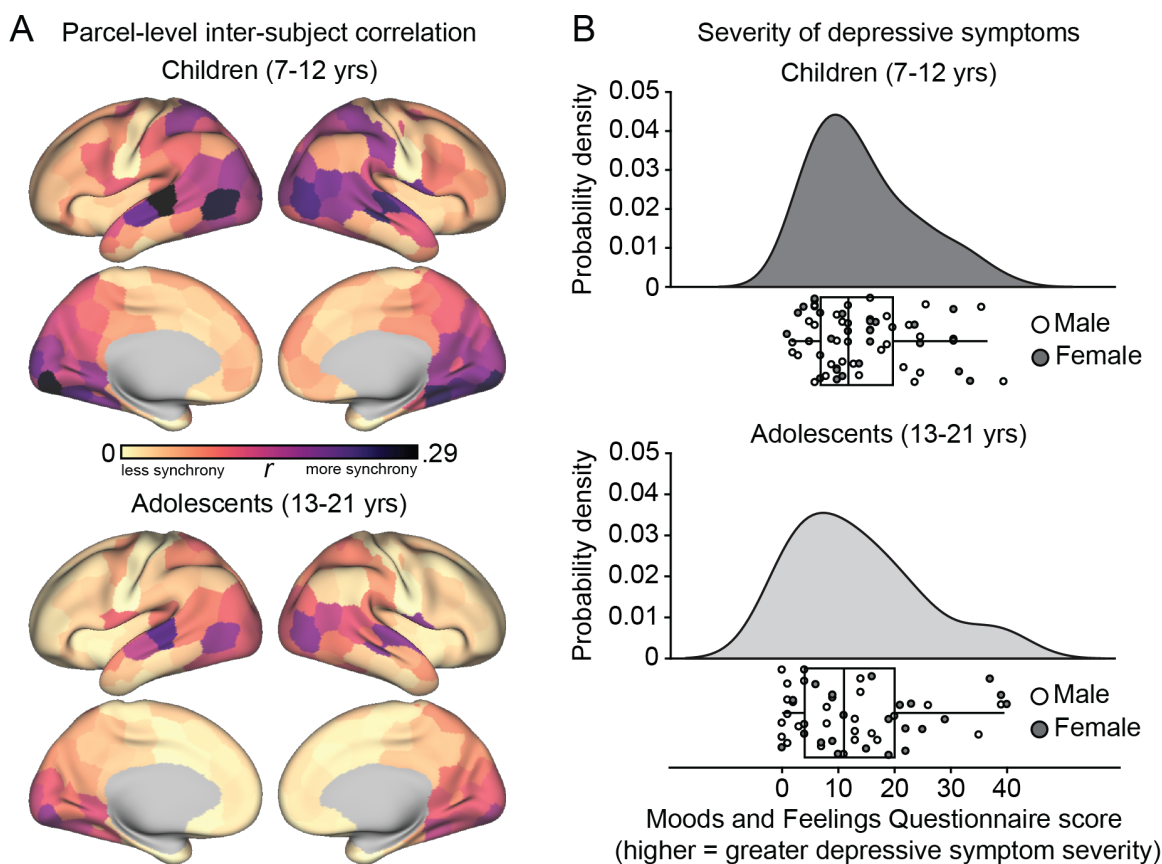 A
Parcel-level inter-subject correlation
Children (7-12 yrs)
0
.29
less synchrony
r
more synchrony
Adolescents (13-21 yrs)
B
Severity of depressive symptoms
Children (7-12 yrs)
Probability density
0.05
0.04
0.03
0.02
0.01
0
Male
Female
Adolescents (13-21 yrs)
Probability density
0.05
0.04
0.03
0.02
0.01
0
Male
Female
0 10 20 30 40
Moods and Feelings Questionnaire score
(higher = greater depressive symptom severity)